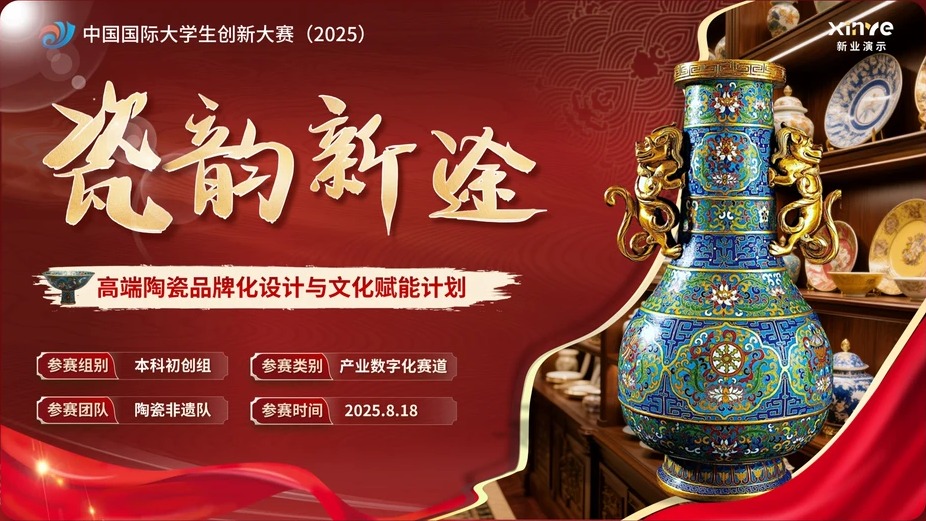 中国国际大学生创新大赛（2025）
xinye
新业演示
瓷韵新途
高端陶瓷品牌化设计与文化赋能计划
参赛组别 本科初创组
参赛类别 产业数字化赛道
参赛团队 陶瓷非遗队
参赛时间 2025.8.18